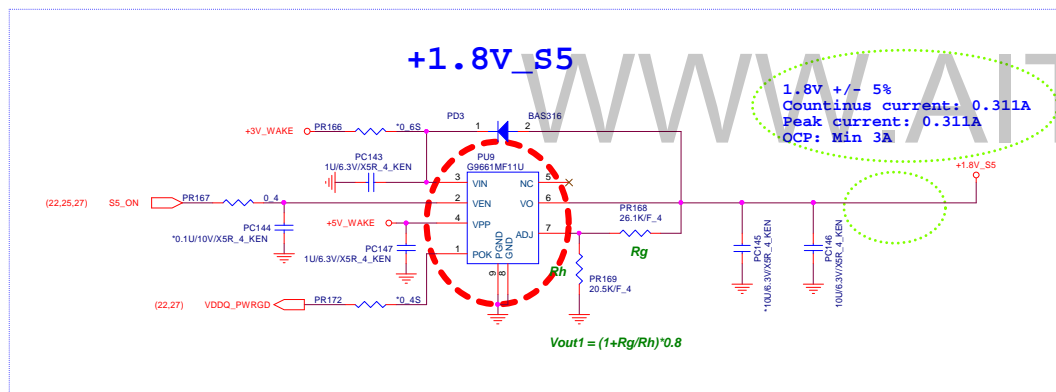 +1.8V_S5
WWW.AIT
1.8V +/- 5%
Countinus current: 0.311A
Peak current: 0.311A
OCP: Min 3A
+1.8V_S5
PD3
BAS316
1
2
+3V_WAKE
PR166
*0_6S
PC143
1U/6.3V/X5R_4_KEN
PU9
G9661MF11U
3
VIN
NC
5
(22,25,27)
S5_ON
PR167
0_4
2
VEN
VO
6
PR168
26.1K/F_4
Rg
PC144
*0.1U/10V/X5R_4_KEN
+5V_WAKE
4
VPP
ADJ
7
PC147
1U/6.3V/X5R_4_KEN
1
POK
PGND
GND
9
8
Rh
PR169
20.5K/F_4
PC145
*10U/6.3V/X5R_4_KEN
PC146
10U/6.3V/X5R_4_KEN
(22,27)
VDDQ_PWRGD
PR172
*0_4S
Vout1 = (1+Rg/Rh)*0.8